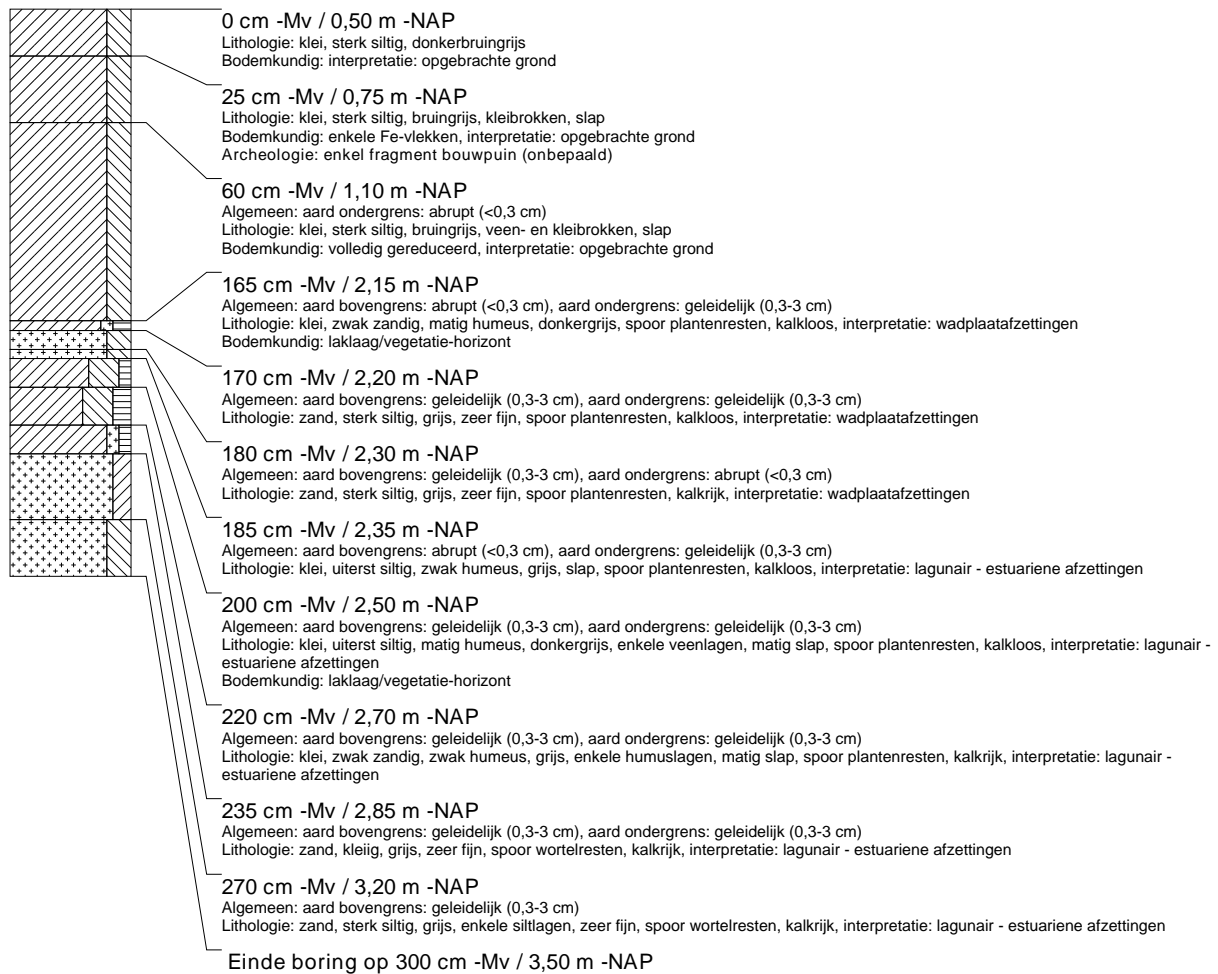 0 cm -Mv / 0,50 m -NAP
Lithologie: klei, sterk siltig, donkerbruingrijs
Bodemkundig: interpretatie: opgebrachte grond
25 cm -Mv / 0,75 m -NAP
Lithologie: klei, sterk siltig, bruingrijs, kleibrokken, slap
Bodemkundig: enkele Fe-vlekken, interpretatie: opgebrachte grond
Archeologie: enkel fragment bouwpuin (onbepaald)
60 cm -Mv / 1,10 m -NAP
Algemeen: aard ondergrens: abrupt (<0,3 cm)
Lithologie: klei, sterk siltig, bruingrijs, veen- en kleibrokken, slap
Bodemkundig: volledig gereduceerd, interpretatie: opgebrachte grond
165 cm -Mv / 2,15 m -NAP
Algemeen: aard bovengrens: abrupt (<0,3 cm), aard ondergrens: geleidelijk (0,3-3 cm)
Lithologie: klei, zwak zandig, matig humeus, donkergrijs, spoor plantenresten, kalkloos, interpretatie: wadplaatafzettingen
Bodemkundig: laklaag/vegetatie-horizont
170 cm -Mv / 2,20 m -NAP
Algemeen: aard bovengrens: geleidelijk (0,3-3 cm), aard ondergrens: geleidelijk (0,3-3 cm)
Lithologie: zand, sterk siltig, grijs, zeer fijn, spoor plantenresten, kalkloos, interpretatie: wadplaatafzettingen
180 cm -Mv / 2,30 m -NAP
Algemeen: aard bovengrens: geleidelijk (0,3-3 cm), aard ondergrens: abrupt (<0,3 cm)
Lithologie: zand, sterk siltig, grijs, zeer fijn, spoor plantenresten, kalkrijk, interpretatie: wadplaatafzettingen
185 cm -Mv / 2,35 m -NAP
Algemeen: aard bovengrens: abrupt (<0,3 cm), aard ondergrens: geleidelijk (0,3-3 cm)
Lithologie: klei, uiterst siltig, zwak humeus, grijs, slap, spoor plantenresten, kalkloos, interpretatie: lagunair - estuariene afzettingen
200 cm -Mv / 2,50 m -NAP
Algemeen: aard bovengrens: geleidelijk (0,3-3 cm), aard ondergrens: geleidelijk (0,3-3 cm)
Lithologie: klei, uiterst siltig, matig humeus, donkergrijs, enkele veenlagen, matig slap, spoor plantenresten, kalkloos, interpretatie: lagunair -
estuariene afzettingen
Bodemkundig: laklaag/vegetatie-horizont
220 cm -Mv / 2,70 m -NAP
Algemeen: aard bovengrens: geleidelijk (0,3-3 cm), aard ondergrens: geleidelijk (0,3-3 cm)
Lithologie: klei, zwak zandig, zwak humeus, grijs, enkele humuslagen, matig slap, spoor plantenresten, kalkrijk, interpretatie: lagunair -
estuariene afzettingen
235 cm -Mv / 2,85 m -NAP
Algemeen: aard bovengrens: geleidelijk (0,3-3 cm), aard ondergrens: geleidelijk (0,3-3 cm)
Lithologie: zand, kleiig, grijs, zeer fijn, spoor wortelresten, kalkrijk, interpretatie: lagunair - estuariene afzettingen
270 cm -Mv / 3,20 m -NAP
Algemeen: aard bovengrens: geleidelijk (0,3-3 cm)
Lithologie: zand, sterk siltig, grijs, enkele siltlagen, zeer fijn, spoor wortelresten, kalkrijk, interpretatie: lagunair - estuariene afzettingen
Einde boring op 300 cm -Mv / 3,50 m -NAP